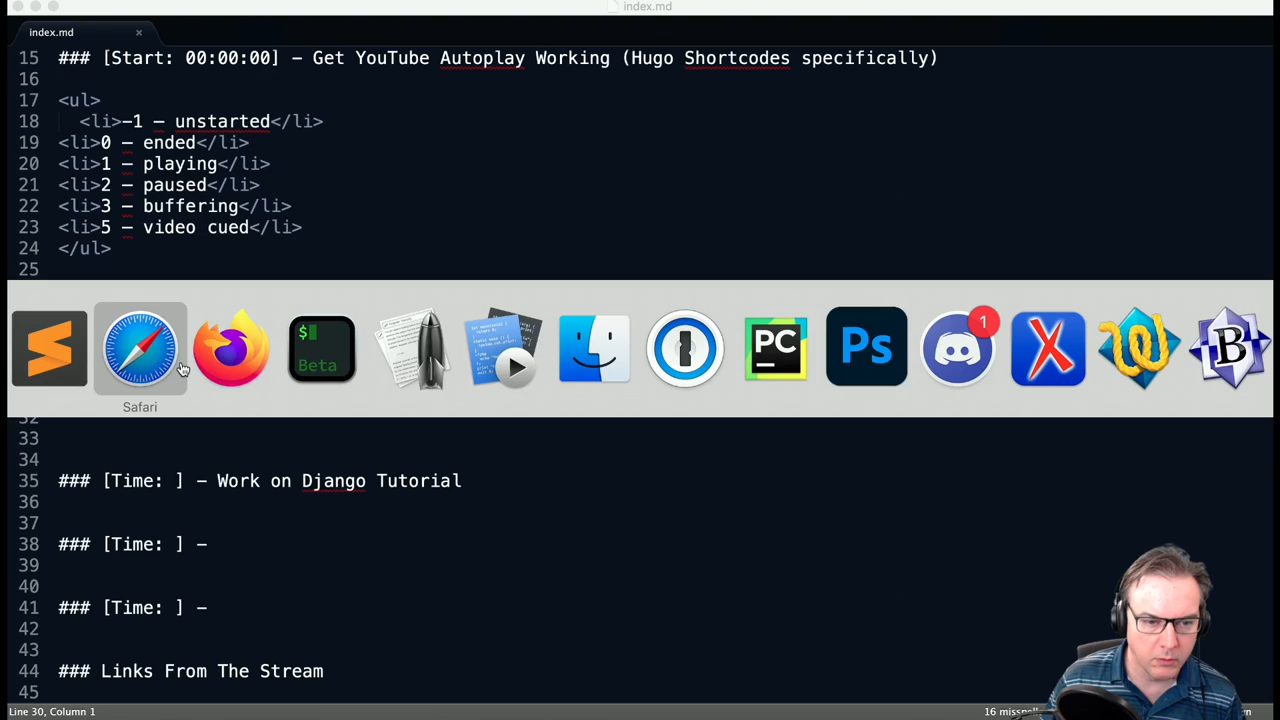 index.md
index.md ×
15 ### [Start: 00:00:00] - Get YouTube Autoplay Working (Hugo Shortcodes specifically)
16
17 <ul>
18 <li>-1 – unstarted</li>
19 <li>0 – ended</li>
20 <li>1 – playing</li>
21 <li>2 – paused</li>
22 <li>3 – buffering</li>
23 <li>5 – video cued</li>
24 </ul>
25
$
Beta
PC
Ps
1
B
Safari
32
33
34
35 ### [Time: ] - Work on Django Tutorial
36
37
38 ### [Time: ] -
39
40
41 ### [Time: ] -
42
43
44 ### Links From The Stream
45
Line 30, Column 1
16